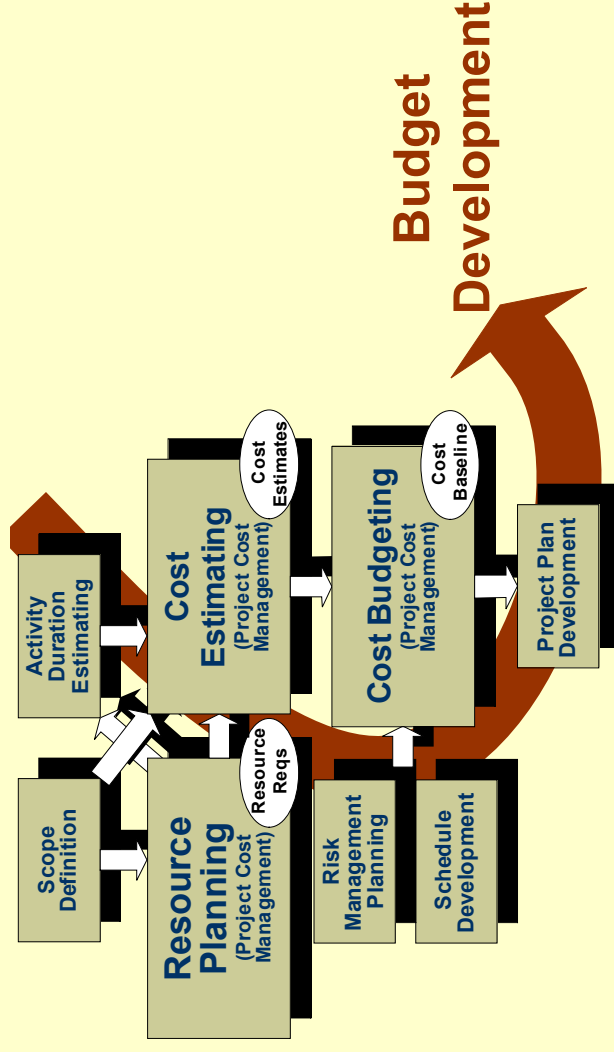 Budget
Development
Scope
Definition
Activity
Duration
Estimating
Resource
Planning
(Project Cost
Management)
Resource
Reqs
Cost
Estimating
(Project Cost
Management)
Cost
Estimates
Risk
Management
Planning
Schedule
Development
Cost Budgeting
(Project Cost
Management)
Cost
Baseline
Project Plan
Development